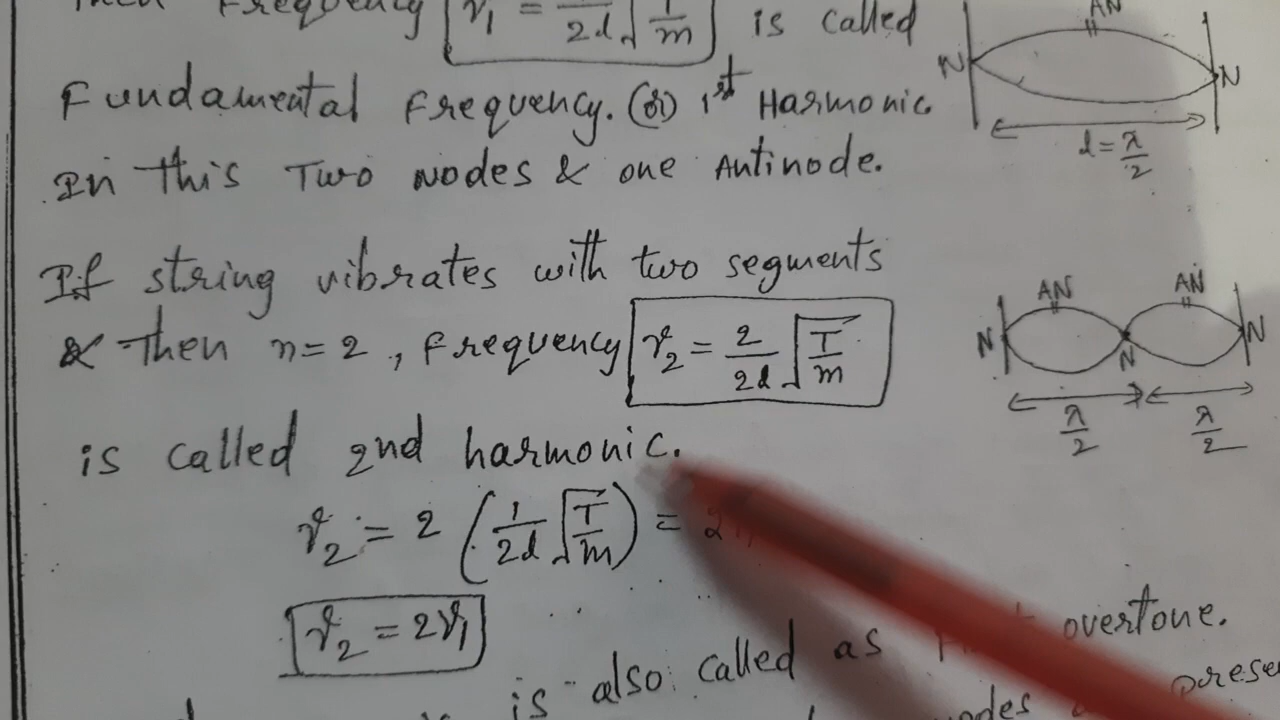 Then Frequency ν₁ = 1/2l √(T/m) is called
Fundamental Frequency. (or) 1st Harmonic.
In this Two Nodes & one Antinode.
AN
N N
l = λ/2
If string vibrates with two segments
& then n = 2, Frequency ν₂ = 2/2l √(T/m)
AN AN
N N N
λ/2 λ/2
is called 2nd harmonic.
ν₂ = 2 (1/2l √(T/m)) = 2
ν₂ = 2ν₁
is also called as overtone.
nodes